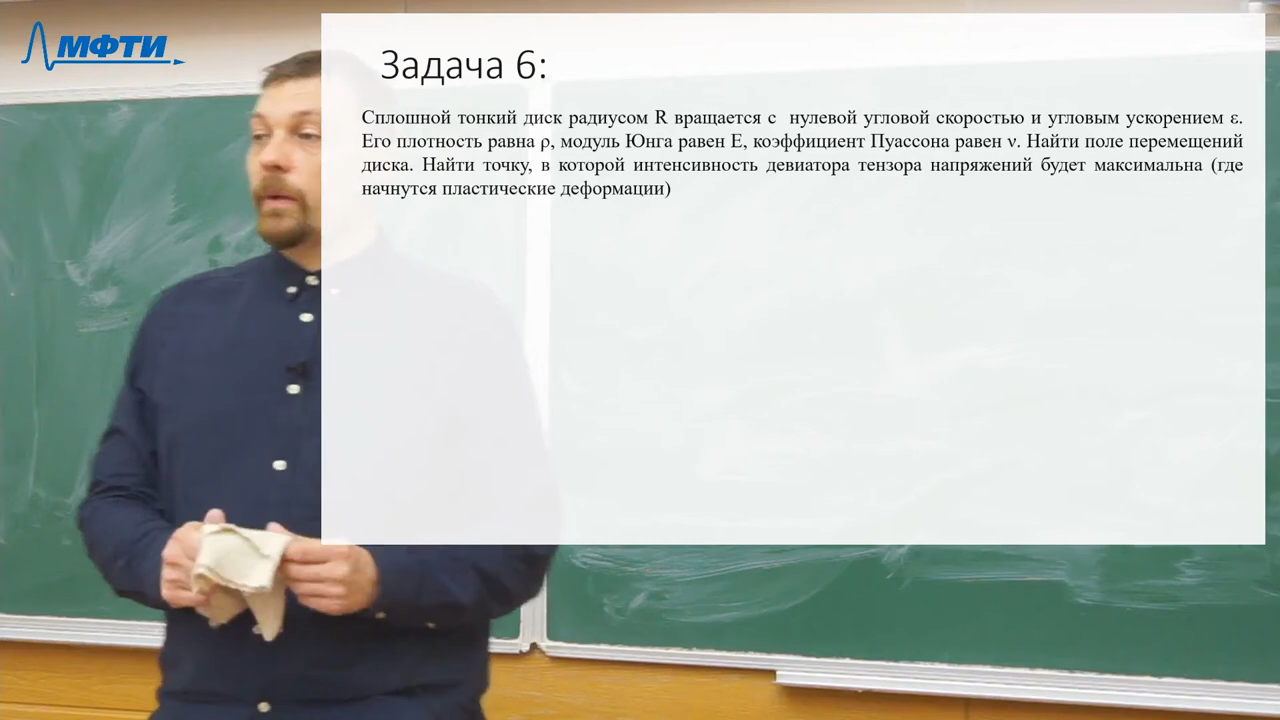 МФТИ
Задача 6:
Сплошной тонкий диск радиусом R вращается с нулевой угловой скоростью и угловым ускорением ε.
Его плотность равна ρ, модуль Юнга равен E, коэффициент Пуассона равен ν. Найти поле перемещений
диска. Найти точку, в которой интенсивность девиатора тензора напряжений будет максимальна (где
начнутся пластические деформации)